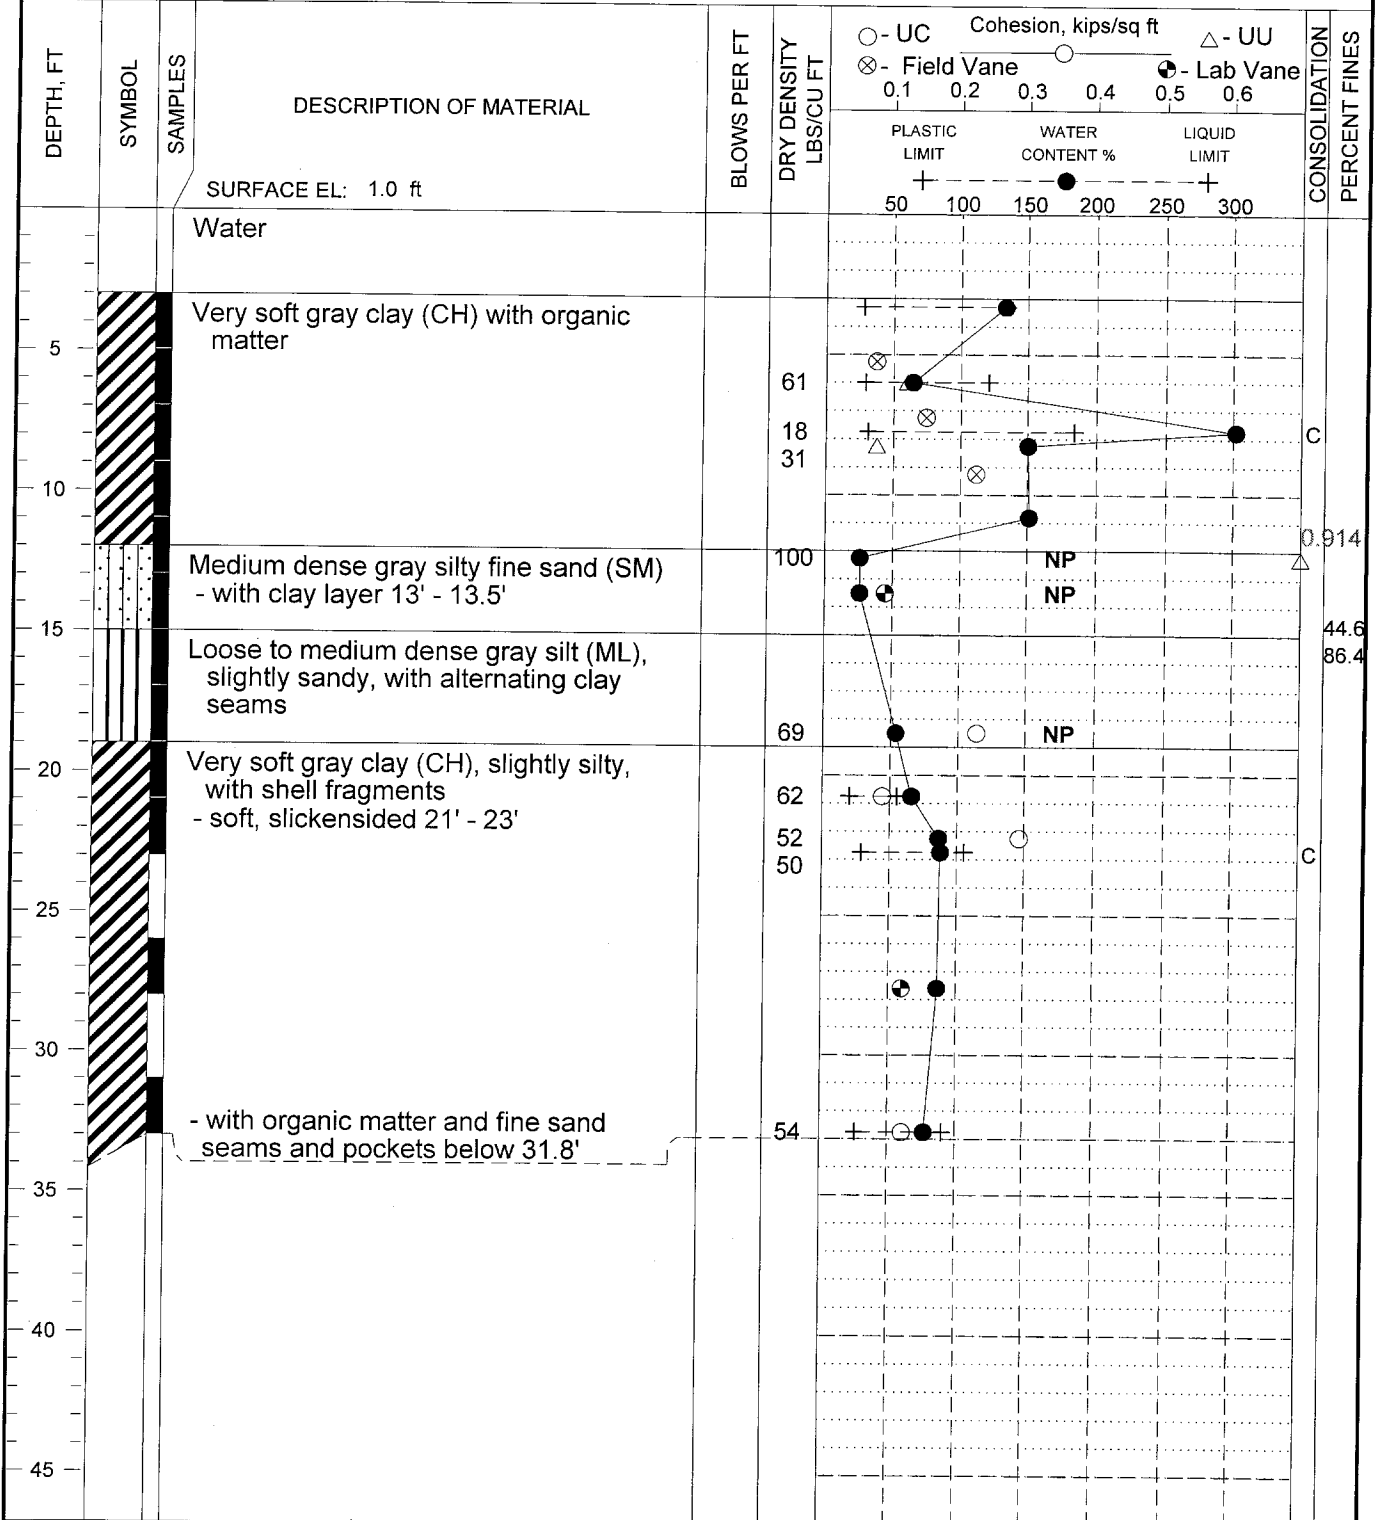 DEPTH, FT
SYMBOL
SAMPLES
DESCRIPTION OF MATERIAL
SURFACE EL: 1.0 ft
BLOWS PER FT
DRY DENSITY
LBS/CU FT
- UC
Cohesion, kips/sq ft
- UU
- Field Vane
- Lab Vane
0.1 0.2 0.3 0.4 0.5 0.6
PLASTIC
LIMIT
WATER
CONTENT %
LIQUID
LIMIT
50 100 150 200 250 300
CONSOLIDATION
PERCENT FINES
Water
Very soft gray clay (CH) with organic
matter
5
61
18
C
31
10
0.914
100
NP
Medium dense gray silty fine sand (SM)
- with clay layer 13' - 13.5'
NP
15
44.6
Loose to medium dense gray silt (ML),
86.4
slightly sandy, with alternating clay
seams
69
NP
20
Very soft gray clay (CH), slightly silty,
with shell fragments
62
- soft, slickensided 21' - 23'
52
50
C
25
30
- with organic matter and fine sand
54
seams and pockets below 31.8'
35
40
45